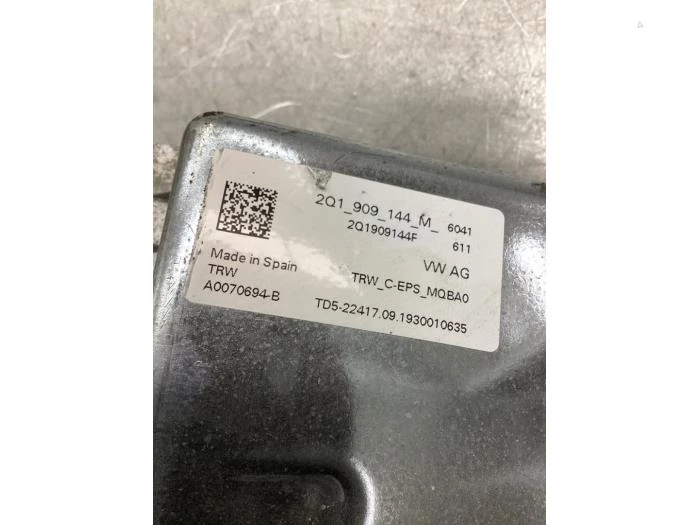 2Q1_909_144_M_ 6041
2Q1909144F 611
VW AG
Made in Spain
TRW TRW_C-EPS_MQBA0
A0070694-B
TD5-22417.09.1930010635